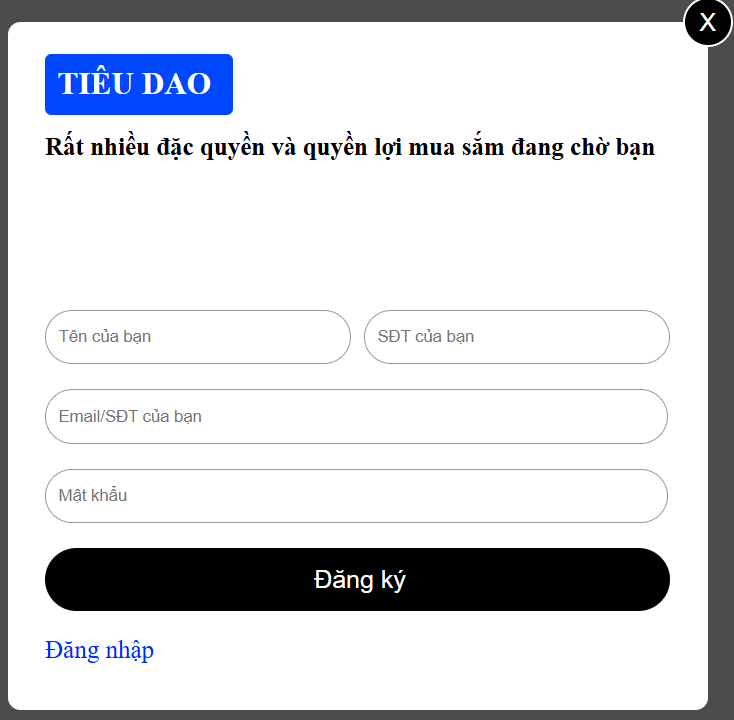 X
TIÊU DAO
Rất nhiều đặc quyền và quyền lợi mua sắm đang chờ bạn
Tên của bạn SĐT của bạn
Email/SĐT của bạn
Mật khẩu
Đăng ký
Đăng nhập